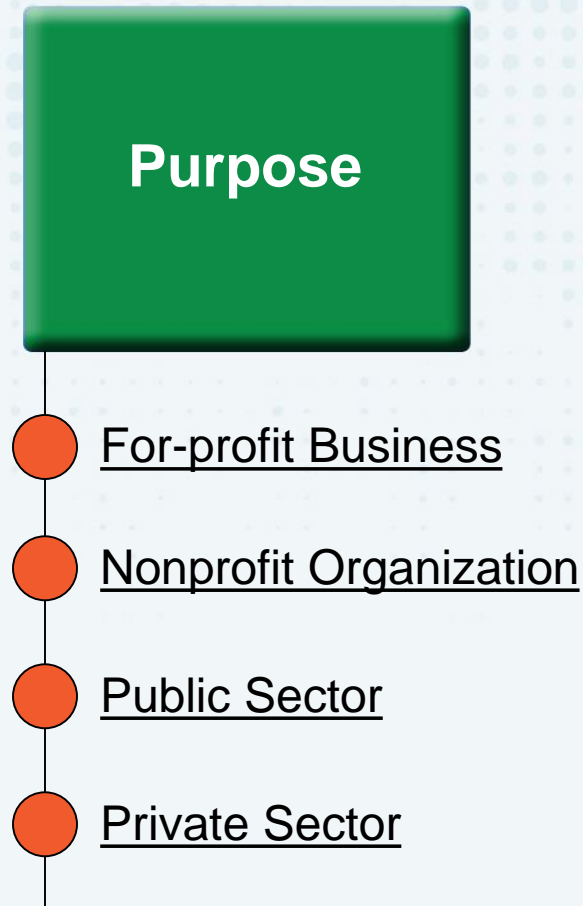 Purpose
For-profit Business
Nonprofit Organization
Public Sector
Private Sector